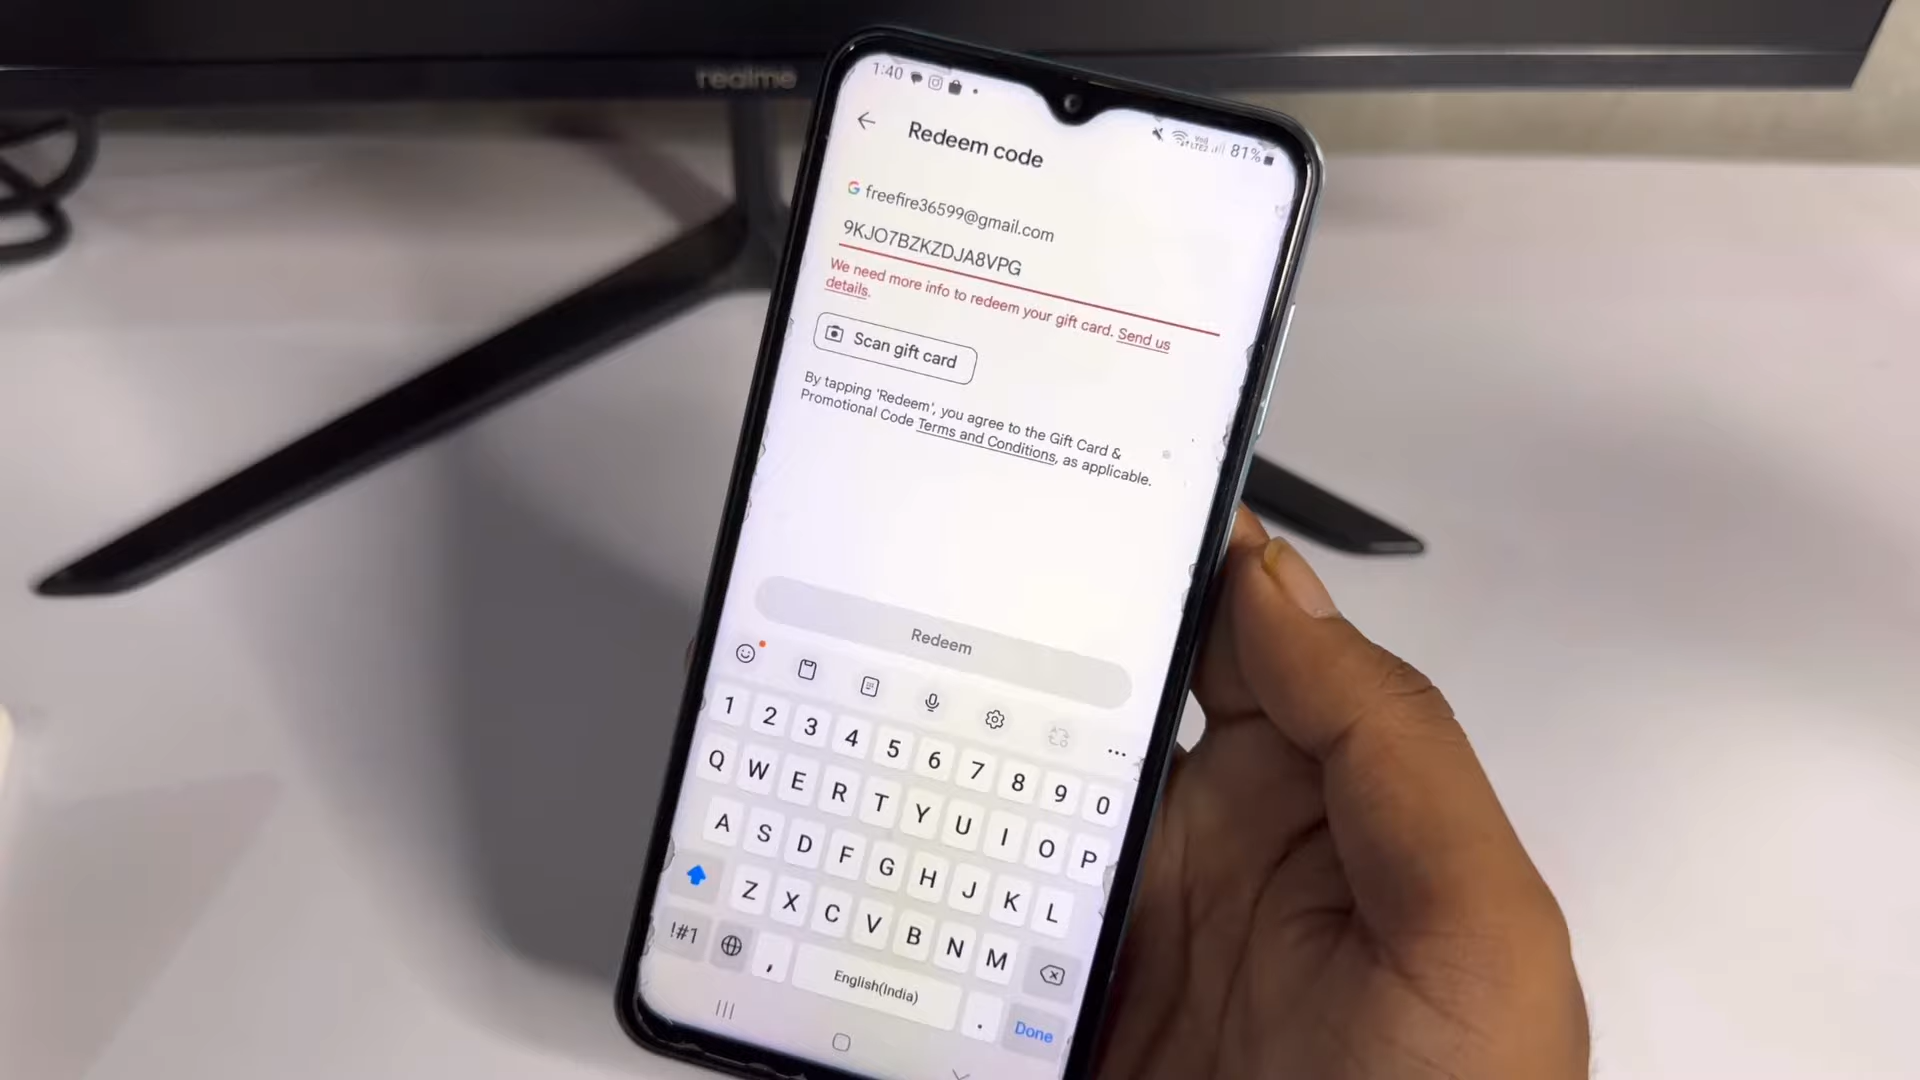 realme
1:40
81%
Redeem code
freefire36599@gmail.com
9KJO7BZKZDJA8VPG
We need more info to redeem your gift card. Send us
details.
Scan gift card
By tapping 'Redeem', you agree to the Gift Card &
Promotional Code Terms and Conditions, as applicable.
Redeem
1 2 3 4 5 6 7 8 9 0
Q W E R T Y U I O P
A S D F G H J K L
Z X C V B N M
!#1 , English(India) . Done